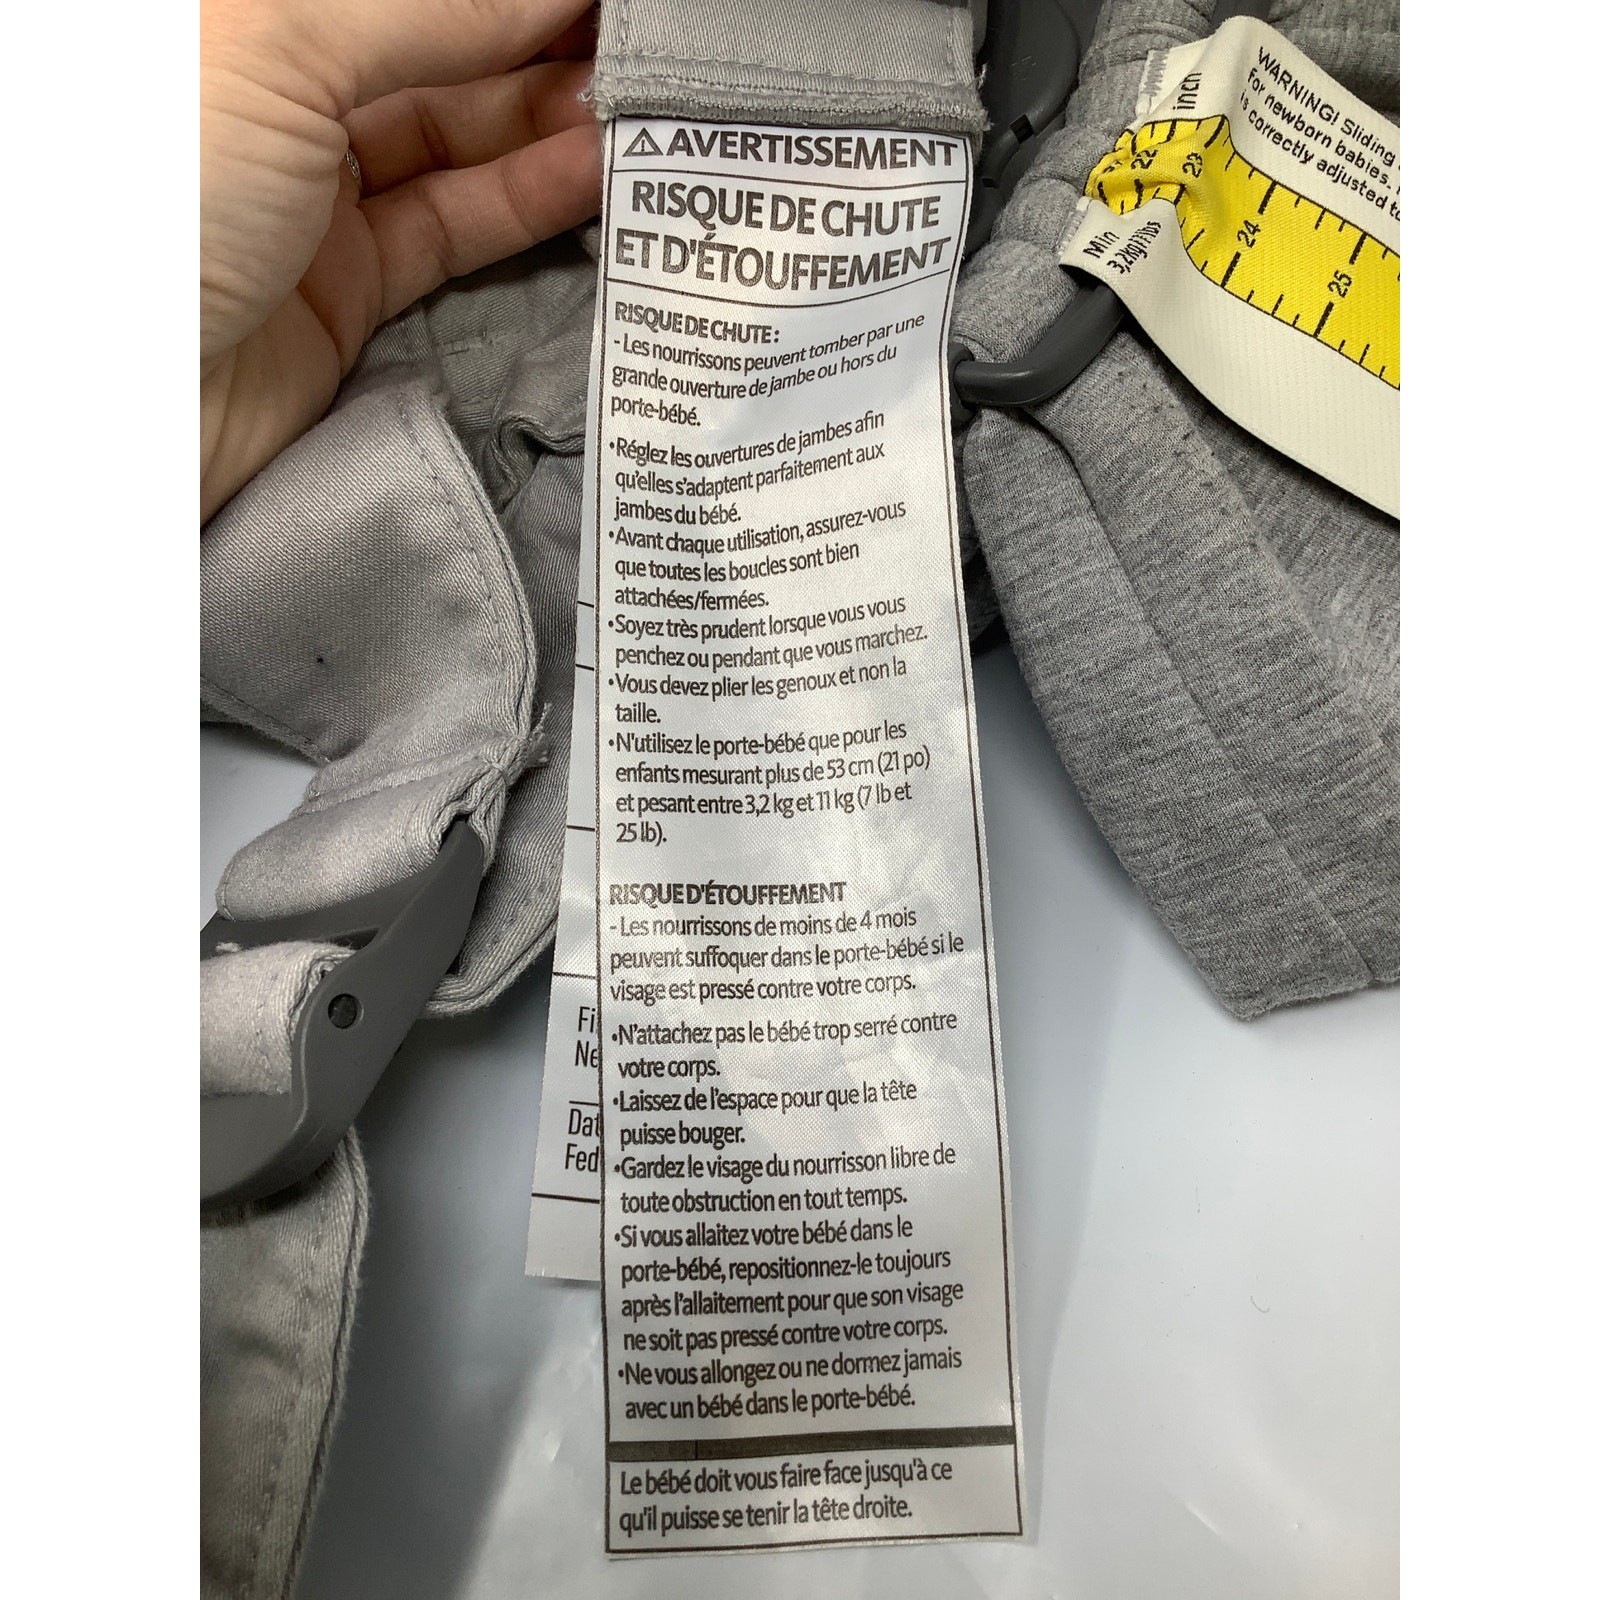 ⚠AVERTISSEMENT
RISQUE DE CHUTE
ET D'ÉTOUFFEMENT
RISQUE DE CHUTE :
- Les nourrissons peuvent tomber par une
grande ouverture de jambe ou hors du
porte-bébé.
•Réglez les ouvertures de jambes afin
qu'elles s'adaptent parfaitement aux
jambes du bébé.
•Avant chaque utilisation, assurez-vous
que toutes les boucles sont bien
attachées/fermées.
•Soyez très prudent lorsque vous vous
penchez ou pendant que vous marchez.
•Vous devez plier les genoux et non la
taille.
•N'utilisez le porte-bébé que pour les
enfants mesurant plus de 53 cm (21 po)
et pesant entre 3,2 kg et 11 kg (7 lb et
25 lb).
RISQUE D'ÉTOUFFEMENT
- Les nourrissons de moins de 4 mois
peuvent suffoquer dans le porte-bébé si le
visage est pressé contre votre corps.
•N'attachez pas le bébé trop serré contre
votre corps.
•Laissez de l'espace pour que la tête
puisse bouger.
•Gardez le visage du nourrisson libre de
toute obstruction en tout temps.
•Si vous allaitez votre bébé dans le
porte-bébé, repositionnez-le toujours
après l'allaitement pour que son visage
ne soit pas pressé contre votre corps.
•Ne vous allongez ou ne dormez jamais
avec un bébé dans le porte-bébé.
Le bébé doit vous faire face jusqu'à ce
qu'il puisse se tenir la tête droite.
Fi
Ne
Dat
Fed
WARNING! Sliding
For newborn babies.
is correctly adjusted to
inch
22 23 24 25
Min
3,2kg/7lbs